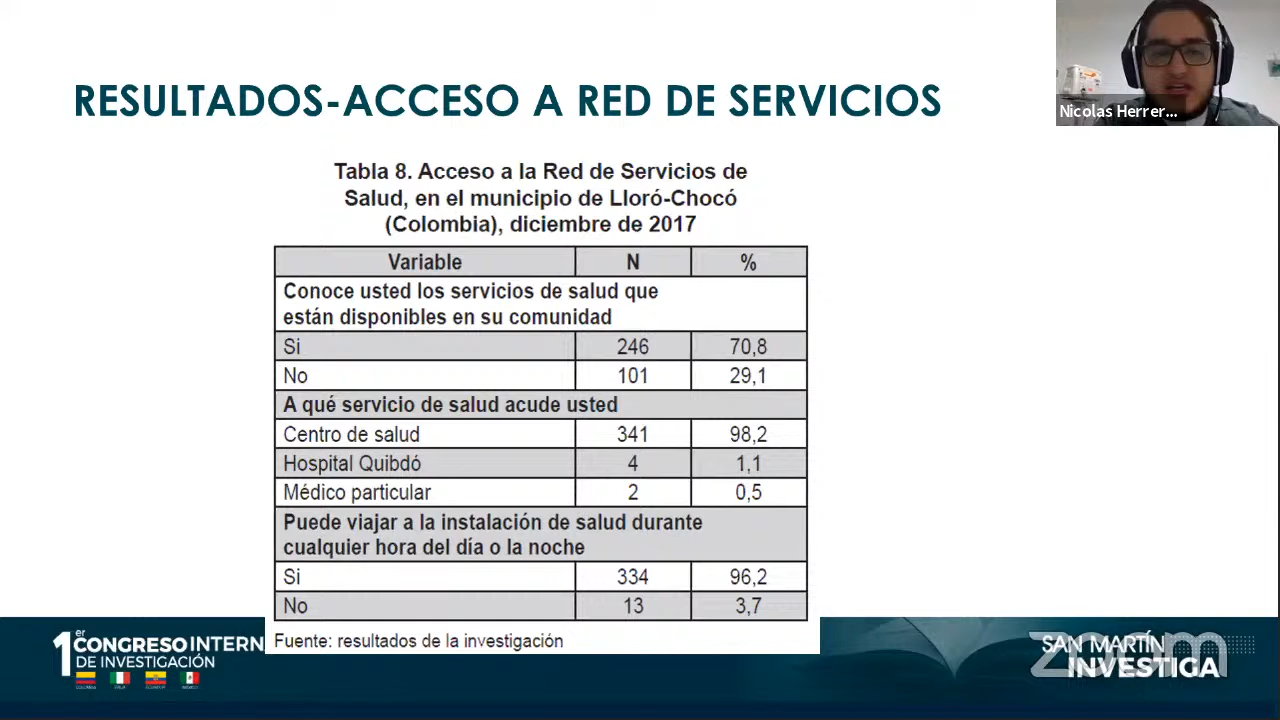 RESULTADOS-ACCESO A RED DE SERVICIOS
Nicolas Herrer...
Tabla 8. Acceso a la Red de Servicios de
Salud, en el municipio de Lloró-Chocó
(Colombia), diciembre de 2017
Variable N %
Conoce usted los servicios de salud que
están disponibles en su comunidad
Si 246 70,8
No 101 29,1
A qué servicio de salud acude usted
Centro de salud 341 98,2
Hospital Quibdó 4 1,1
Médico particular 2 0,5
Puede viajar a la instalación de salud durante
cualquier hora del día o la noche
Si 334 96,2
No 13 3,7
Fuente: resultados de la investigación
1er CONGRESO INTERN
DE INVESTIGACIÓN
COLOMBIA ITALIA ECUADOR MÉXICO
SAN MARTÍN
INVESTIGA
zoom